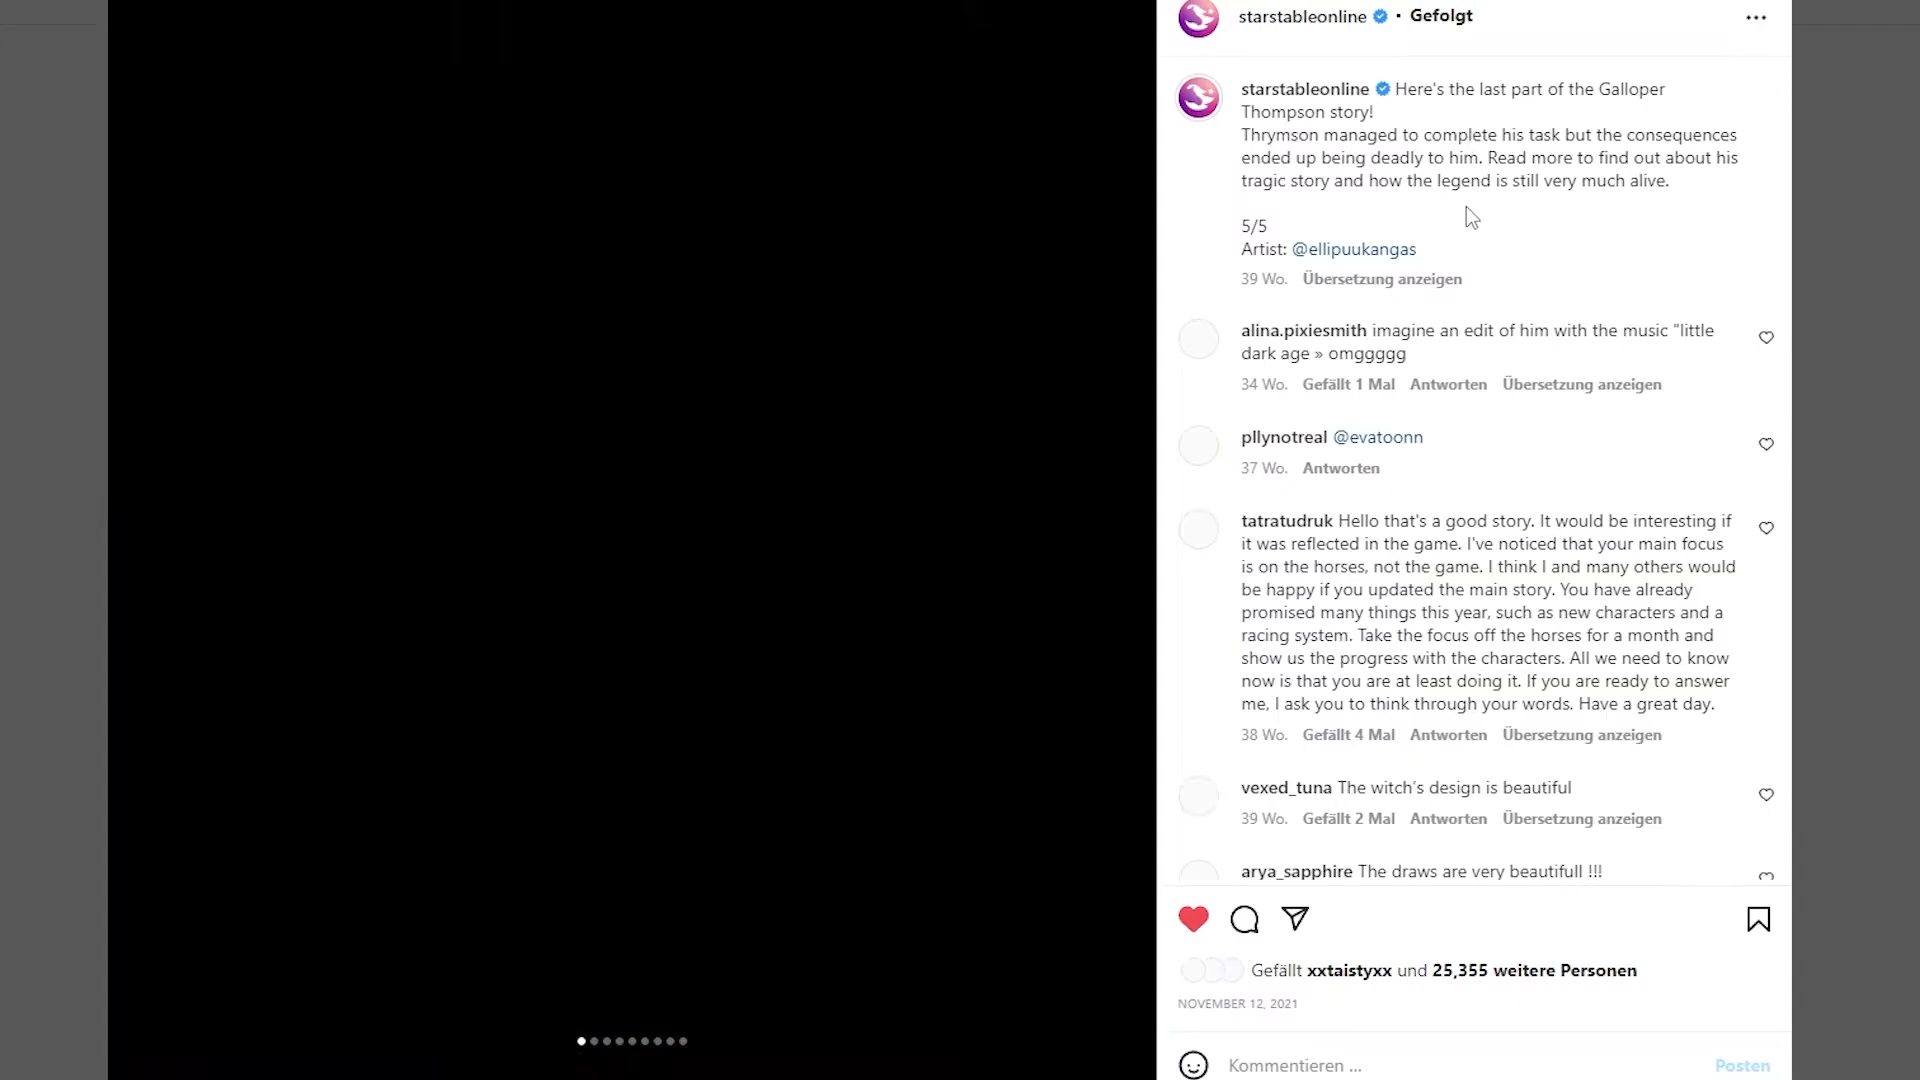 starstableonline • Gefolgt
starstableonline Here's the last part of the Galloper
Thompson story!
Thrymson managed to complete his task but the consequences
ended up being deadly to him. Read more to find out about his
tragic story and how the legend is still very much alive.
5/5
Artist: @ellipuukangas
39 Wo. Übersetzung anzeigen
alina.pixiesmith imagine an edit of him with the music "little
dark age » omggggg
34 Wo. Gefällt 1 Mal Antworten Übersetzung anzeigen
pllynotreal @evatoonn
37 Wo. Antworten
tatratudruk Hello that's a good story. It would be interesting if
it was reflected in the game. I've noticed that your main focus
is on the horses, not the game. I think I and many others would
be happy if you updated the main story. You have already
promised many things this year, such as new characters and a
racing system. Take the focus off the horses for a month and
show us the progress with the characters. All we need to know
now is that you are at least doing it. If you are ready to answer
me, I ask you to think through your words. Have a great day.
38 Wo. Gefällt 4 Mal Antworten Übersetzung anzeigen
vexed_tuna The witch’s design is beautiful
39 Wo. Gefällt 2 Mal Antworten Übersetzung anzeigen
arya_sapphire The draws are very beautifull !!!
Gefällt xxtaistyxx und 25,355 weitere Personen
NOVEMBER 12, 2021
Kommentieren ... Posten